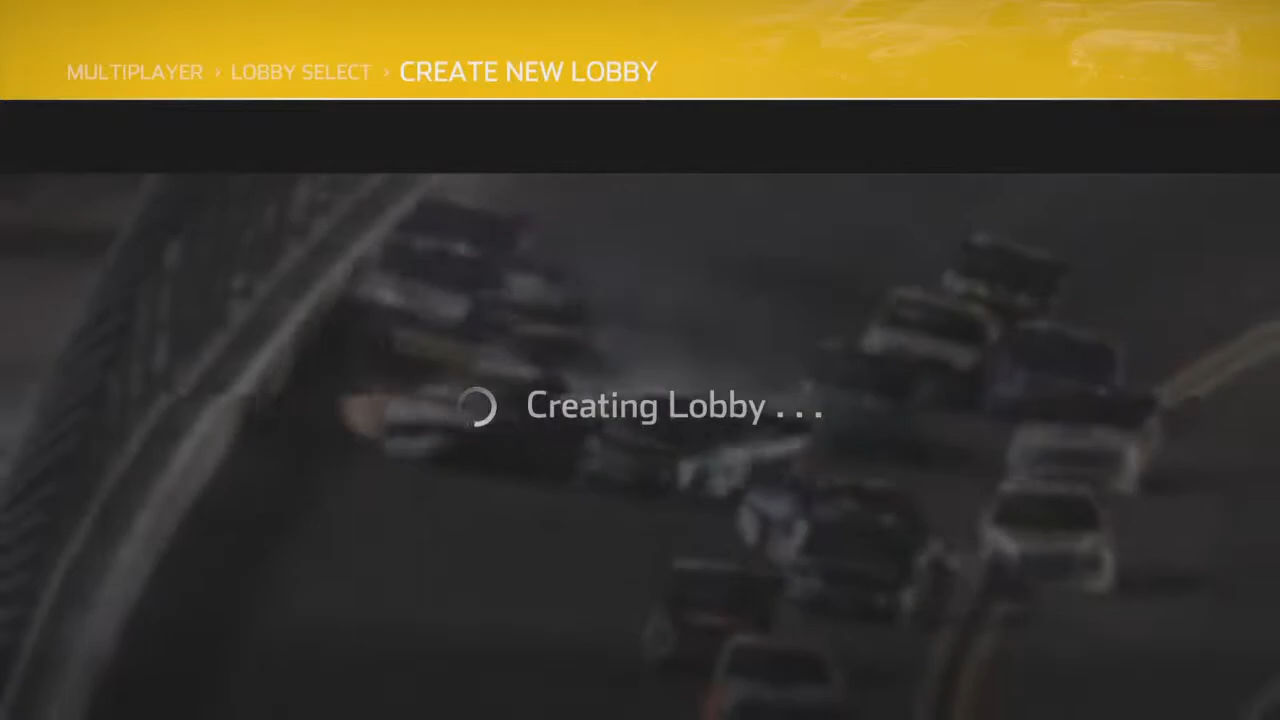 MULTIPLAYER › LOBBY SELECT › CREATE NEW LOBBY
Creating Lobby . . .